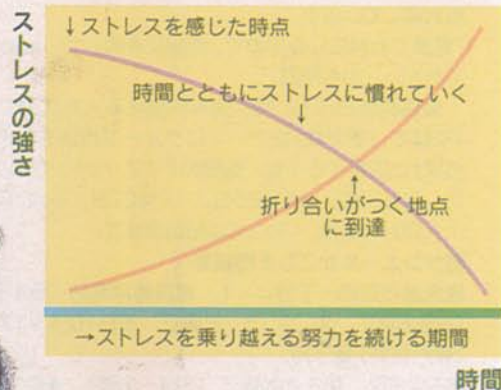 ストレスの強さ
↓ストレスを感じた時点
時間とともにストレスに慣れていく
↓
↑
折り合いがつく地点
に到達
→ストレスを乗り越える努力を続ける期間
時間